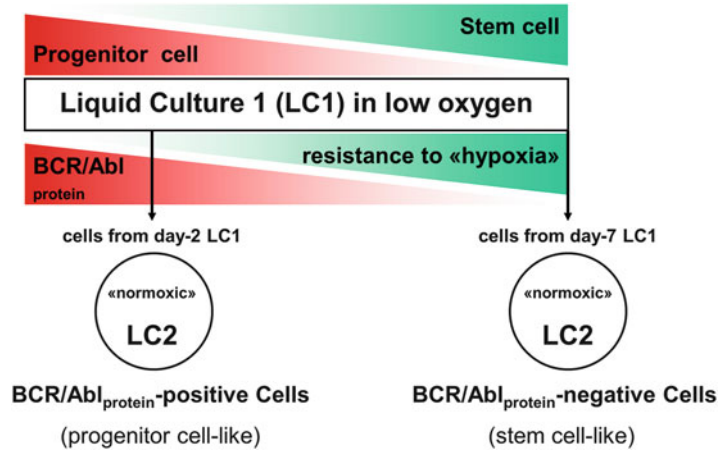 Stem cell
Progenitor cell
Liquid Culture 1 (LC1) in low oxygen
resistance to «hypoxia»
BCR/Abl
protein
cells from day-2 LC1
cells from day-7 LC1
«normoxic»
LC2
«normoxic»
LC2
BCR/Ablprotein-positive Cells
(progenitor cell-like)
BCR/Ablprotein-negative Cells
(stem cell-like)